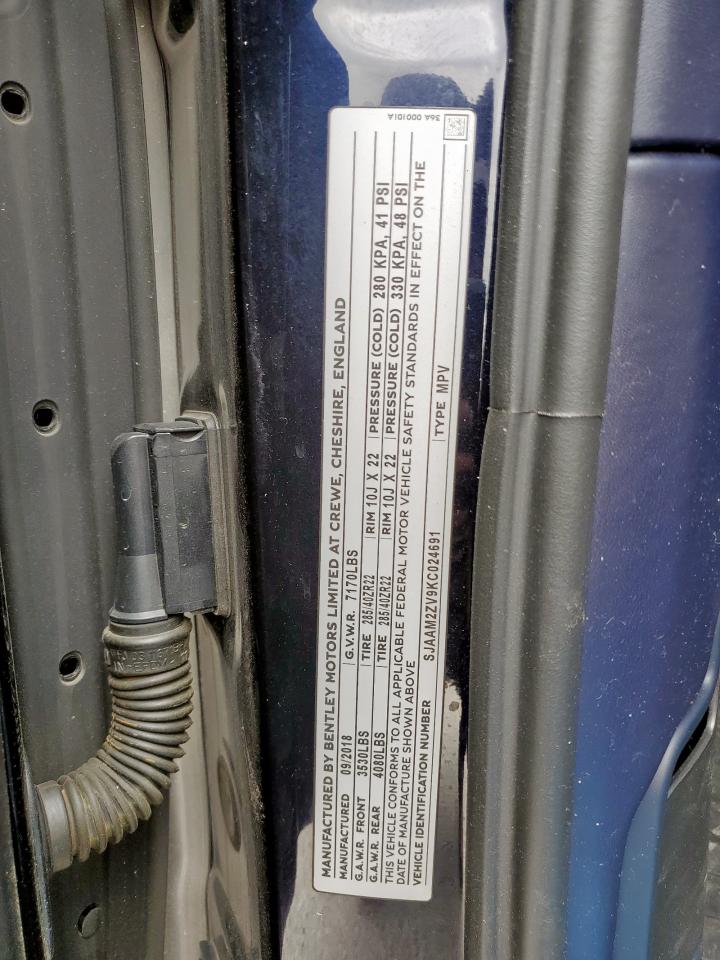 MANUFACTURED BY BENTLEY MOTORS LIMITED AT CREWE, CHESHIRE, ENGLAND
MANUFACTURED 09/2018 G.V.W.R. 7170LBS
G.A.W.R. FRONT 3530LBS TIRE 285/40ZR22 RIM 10J X 22 PRESSURE (COLD) 280 KPA, 41 PSI
G.A.W.R. REAR 4080LBS TIRE 285/40ZR22 RIM 10J X 22 PRESSURE (COLD) 330 KPA, 48 PSI
THIS VEHICLE CONFORMS TO ALL APPLICABLE FEDERAL MOTOR VEHICLE SAFETY STANDARDS IN EFFECT ON THE
DATE OF MANUFACTURE SHOWN ABOVE
VEHICLE IDENTIFICATION NUMBER SJAAM2ZV9KC024691 TYPE MPV
36A 000101A